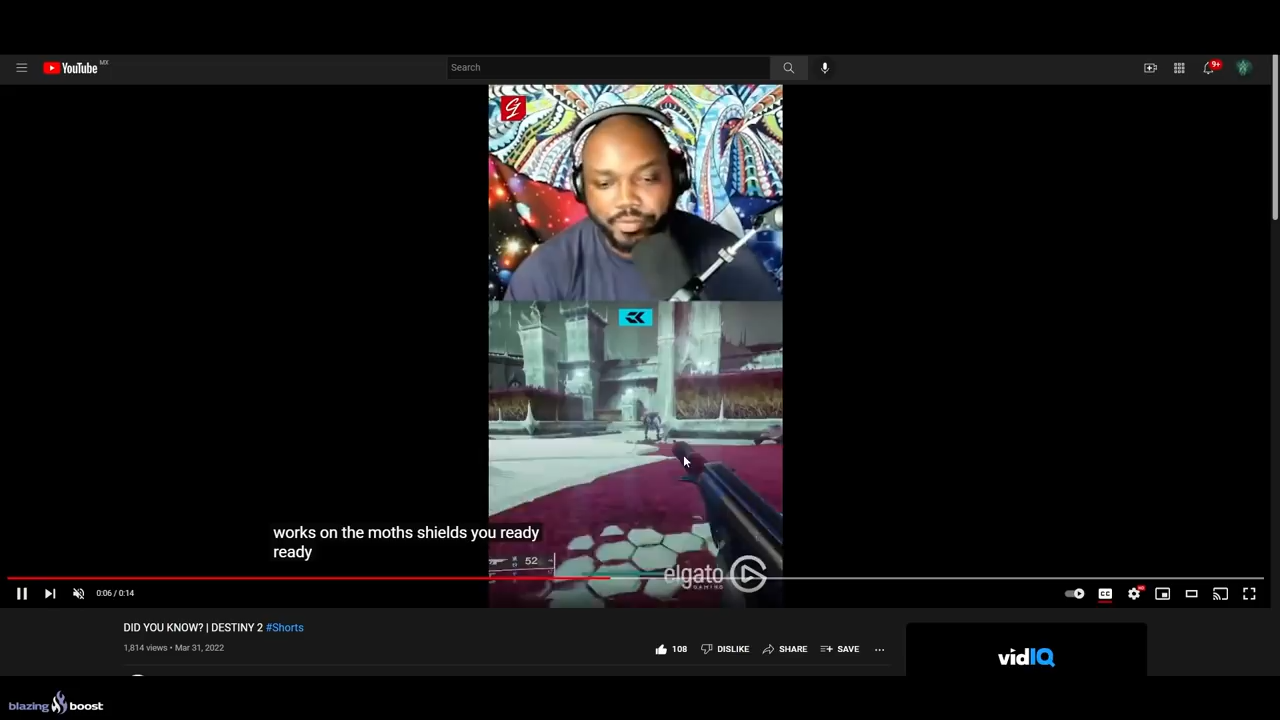 YouTube MX
Search
9+
works on the moths shields you ready
ready
52
elgato
GAMING
0:06 / 0:14
CC
HD
DID YOU KNOW? | DESTINY 2 #Shorts
1,814 views • Mar 31, 2022
108
DISLIKE
SHARE
SAVE
vidIQ
blazing boost